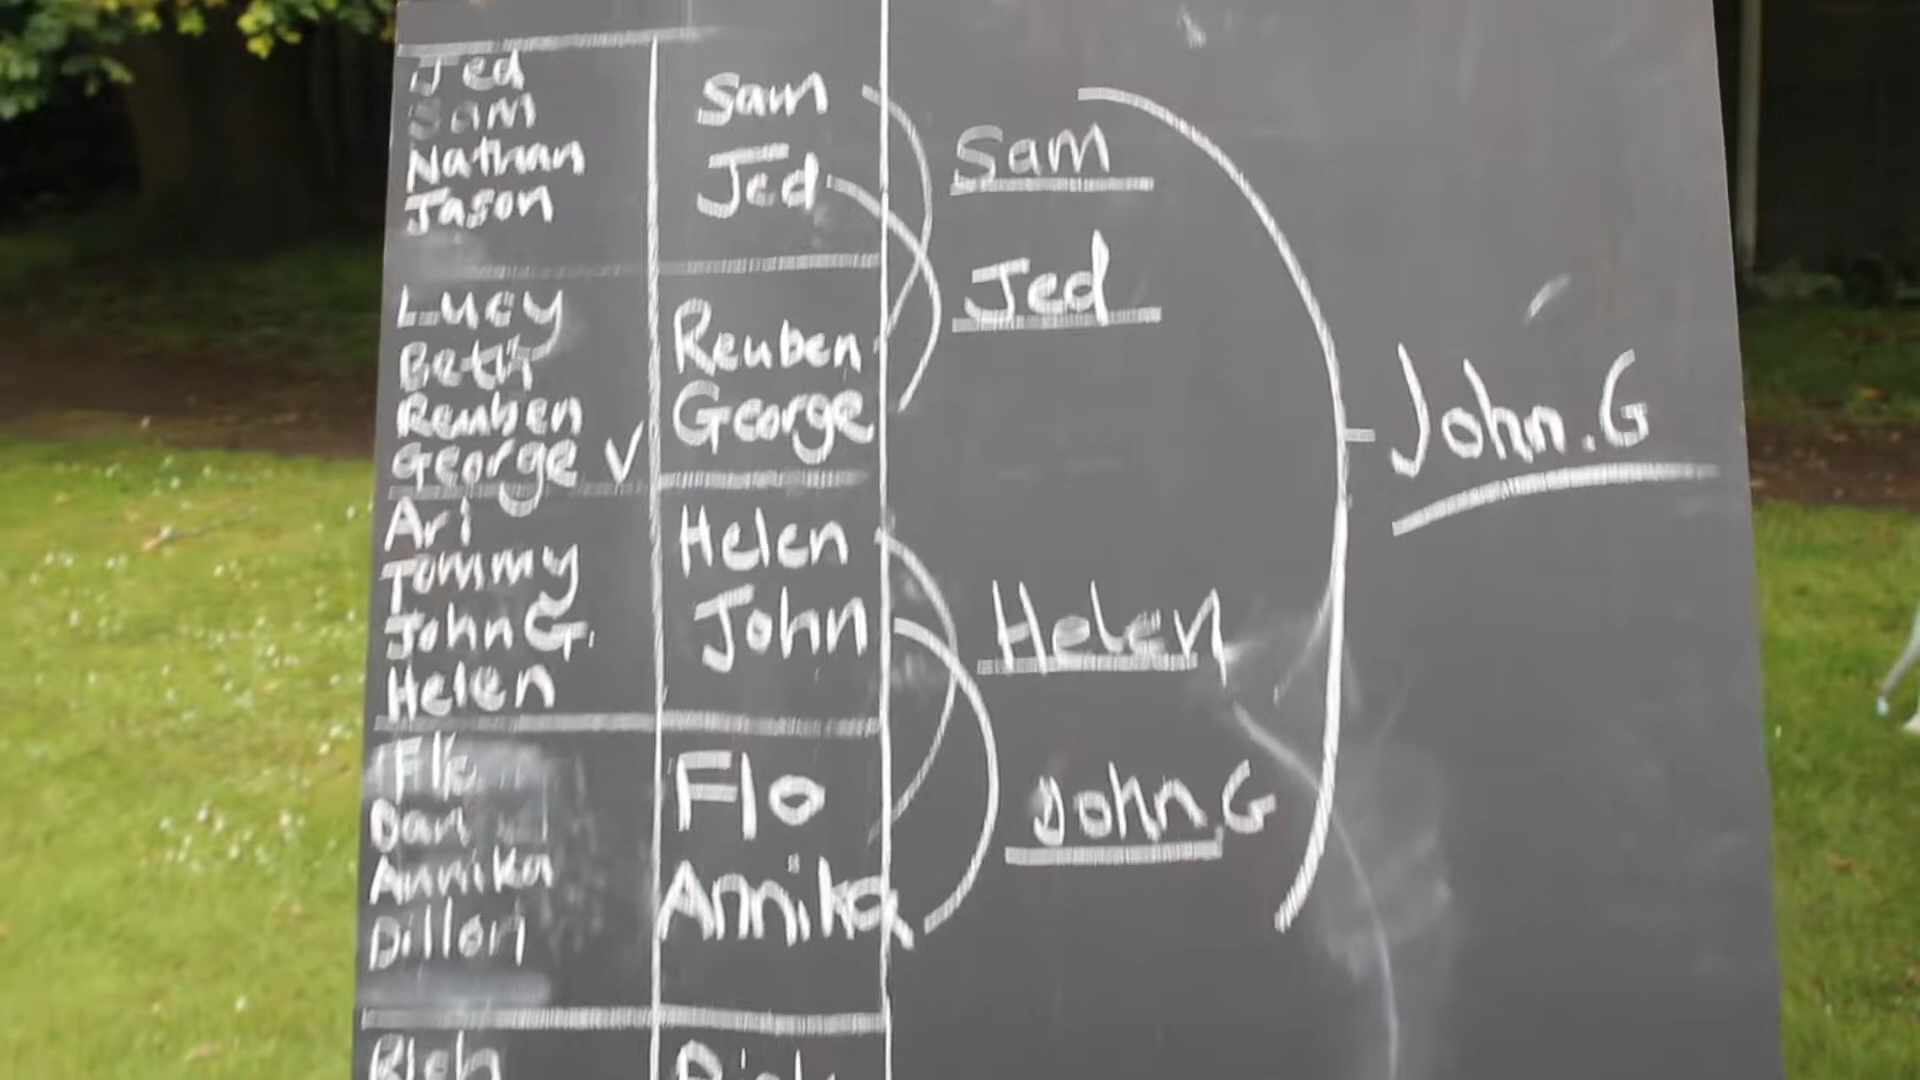 Jed
Sam
Nathan
Jason
Lucy
Beth
Reuben
George V
Ari
Tommy
John G.
Helen
Flo
Dan
Annika
Dillon
Sam
Jed
Reuben
George
Helen
John
Flo
Annika
Sam
Jed
Helen
John.G
John.G